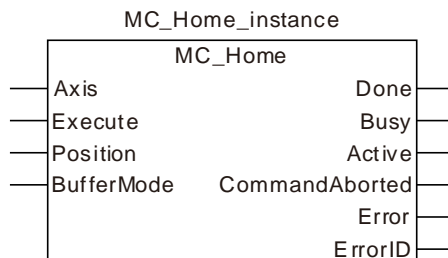 MC_Home_instance
MC_Home
Axis Done
Execute Busy
Position Active
BufferMode CommandAborted
Error
ErrorID